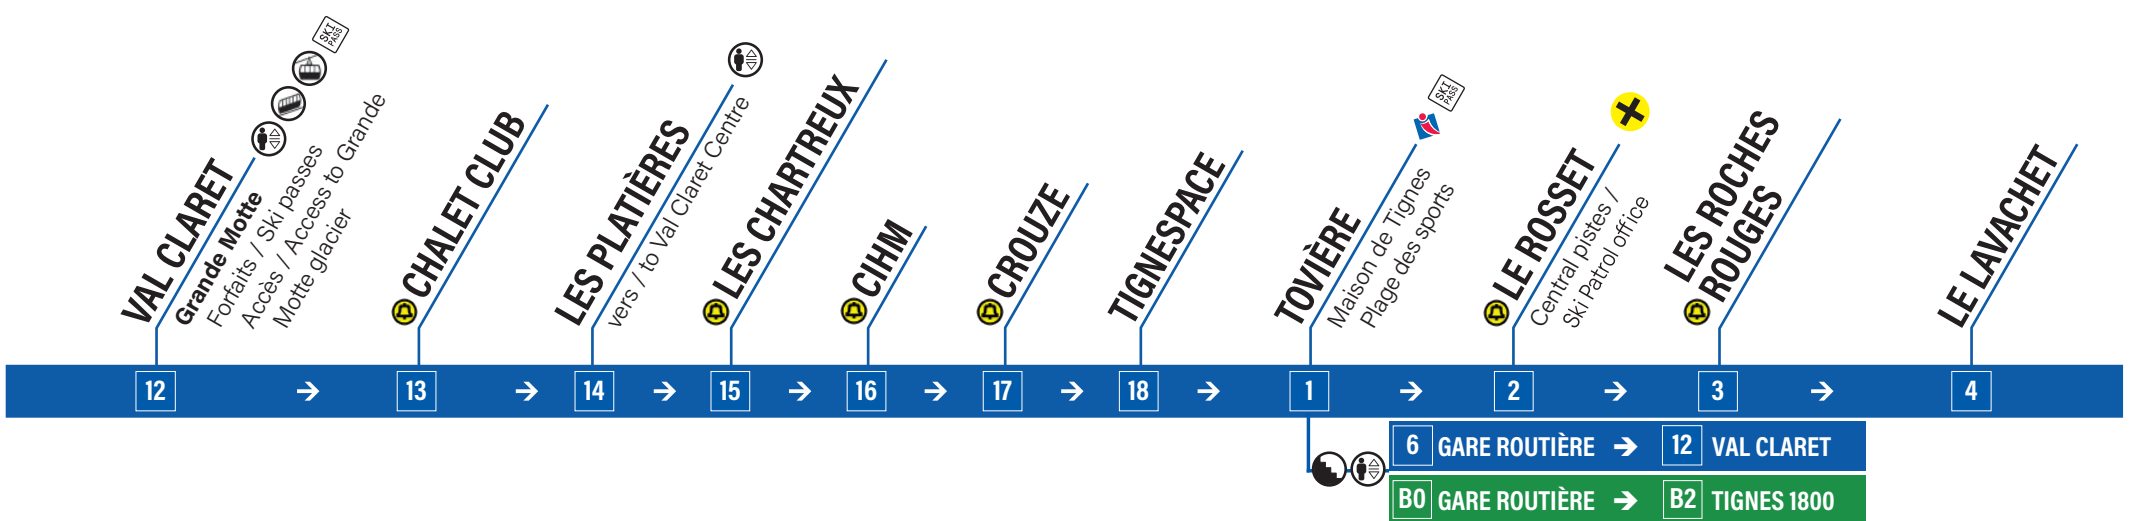 VAL CLARET
Grande Motte
Forfaits / Ski passes
Accès / Access to Grande
Motte glacier
SKI
PASS
CHALET CLUB
LES PLATIÈRES
vers / to Val Claret Centre
LES CHARTREUX
CIHM
CROUZE
TIGNESPACE
TOVIÈRE
Maison de Tignes
Plage des sports
SKI
PASS
LE ROSSET
Central pistes /
Ski Patrol office
LES ROCHES
ROUGES
LE LAVACHET
12 → 13 → 14 → 15 → 16 → 17 → 18 → 1 → 2 → 3 → 4
6 GARE ROUTIÈRE → 12 VAL CLARET
B0 GARE ROUTIÈRE → B2 TIGNES 1800